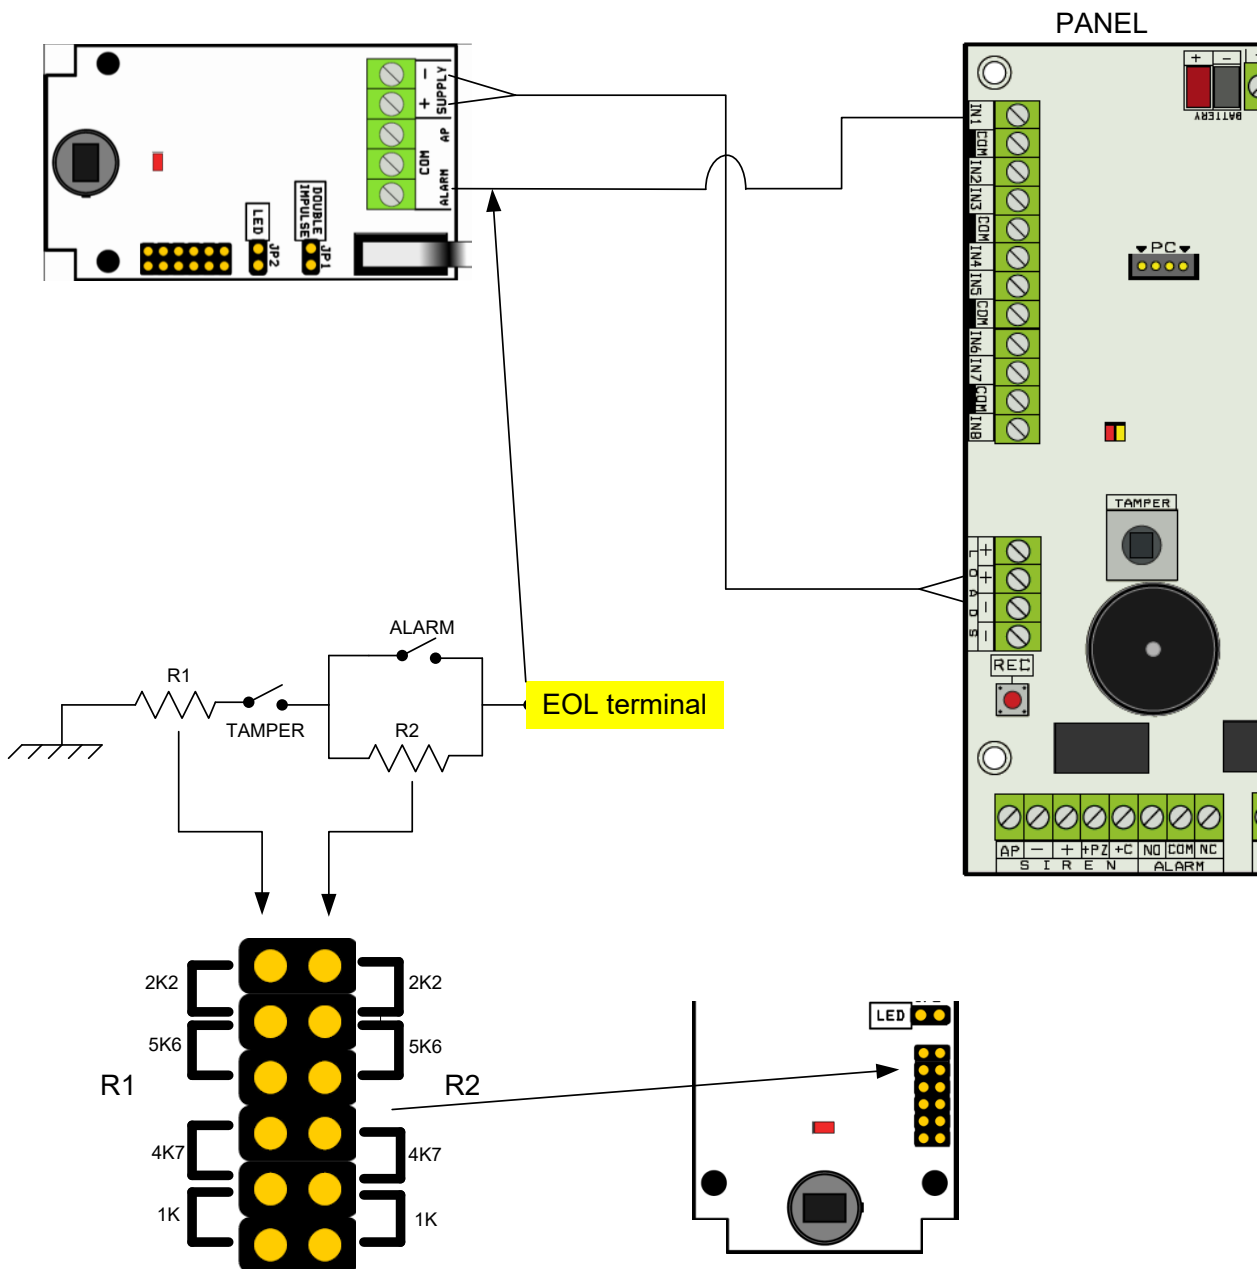 PANEL
+ −
BATTERY
− +
SUPPLY
AP
COM
ALARM
LED
JP2
DOUBLE
IMPULSE
JP1
IN1
COM
IN2
IN3
COM
IN4
IN5
COM
IN6
IN7
COM
IN8
PC
TAMPER
+
+
−
−
LOADS
REC
AP − + +PZ +C NO COM NC
SIREN ALARM
ALARM
R1
TAMPER
R2
EOL terminal
2K2
2K2
5K6
5K6
R1
R2
4K7
4K7
1K
1K
LED